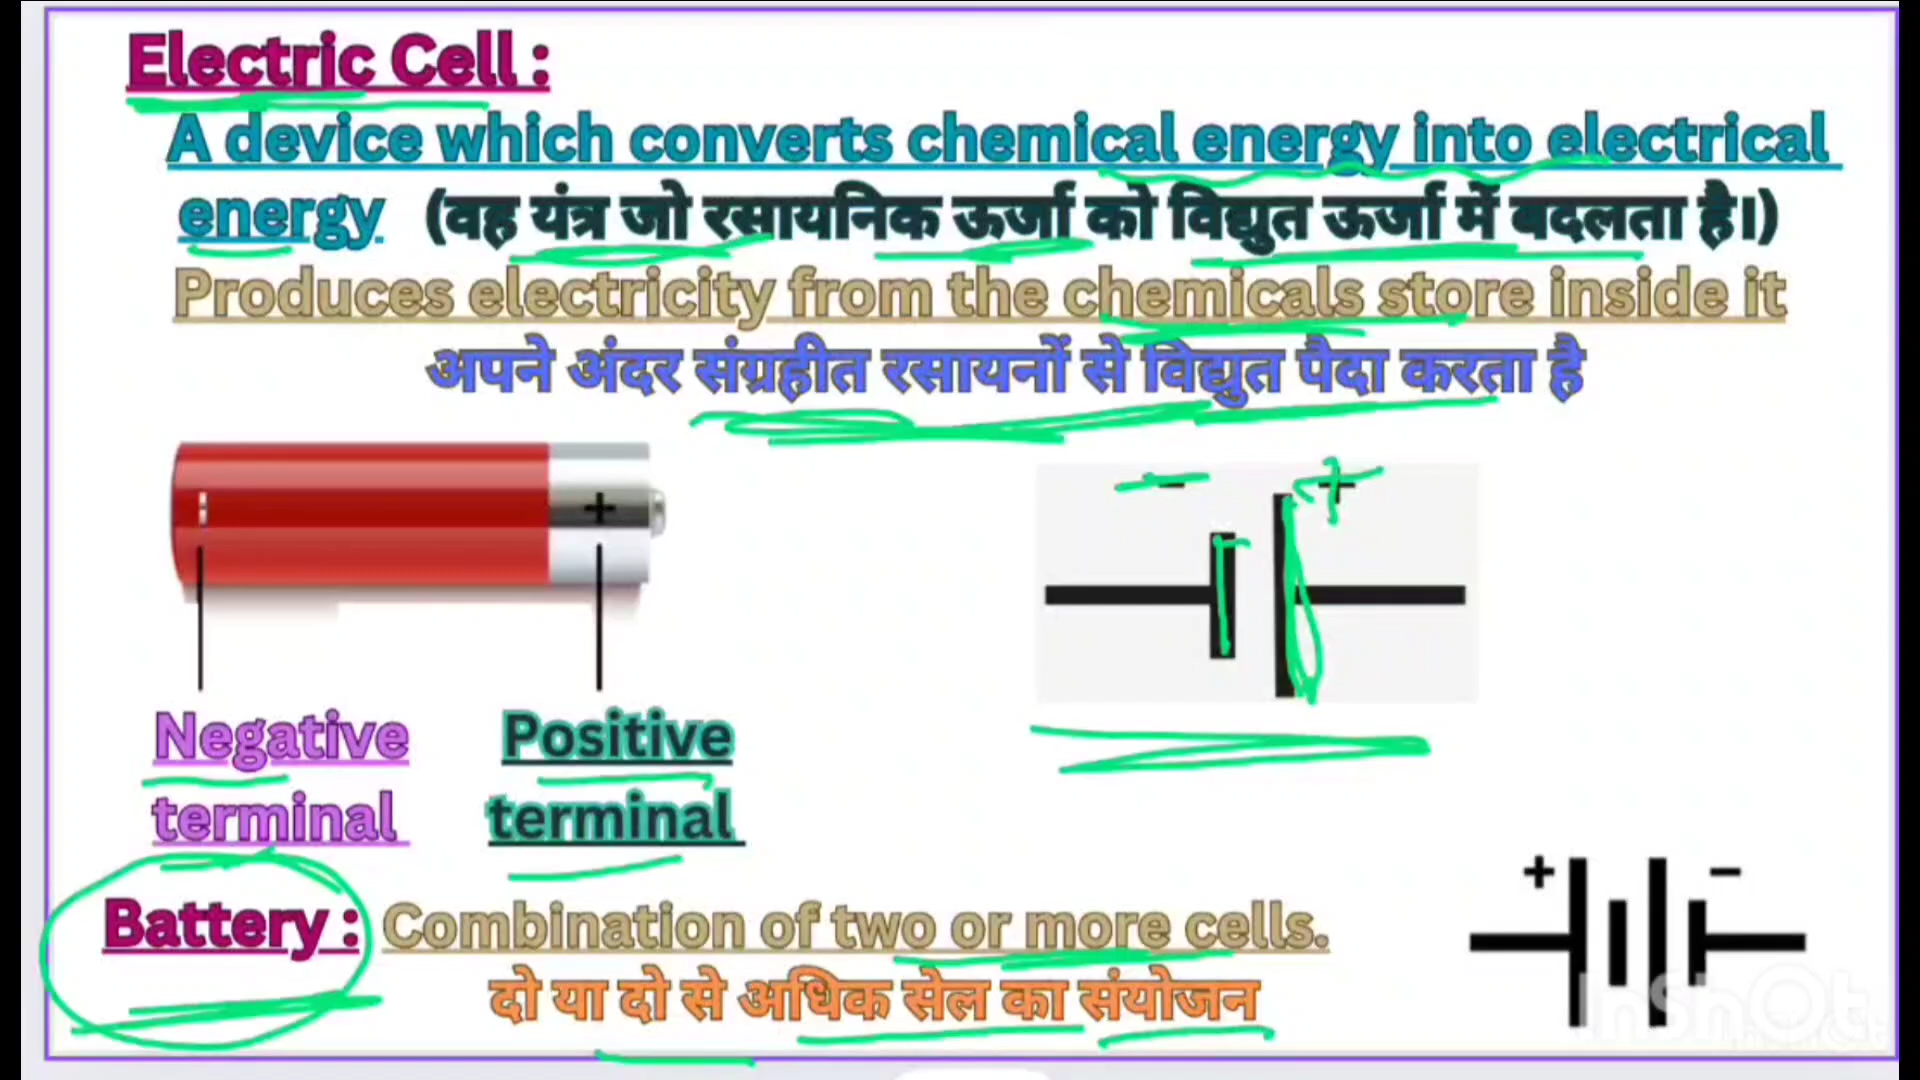 Electric Cell :
A device which converts chemical energy into electrical
energy (वह यंत्र जो रसायनिक ऊर्जा को विद्युत ऊर्जा में बदलता है।)
Produces electricity from the chemicals store inside it
अपने अंदर संग्रहीत रसायनों से विद्युत पैदा करता है
- +
- +
Negative terminal
Positive terminal
+ -
Battery : Combination of two or more cells.
दो या दो से अधिक सेल का संयोजन
InShOt